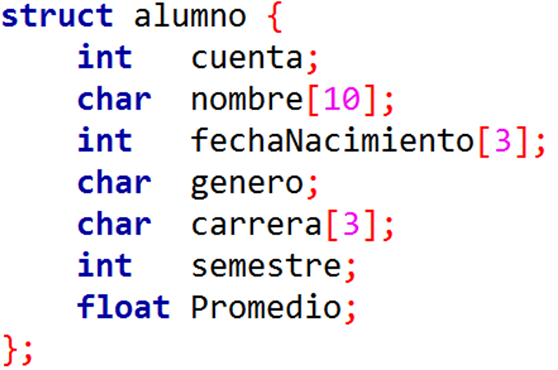 struct alumno {
int cuenta;
char nombre[10];
int fechaNacimiento[3];
char genero;
char carrera[3];
int semestre;
float Promedio;
};